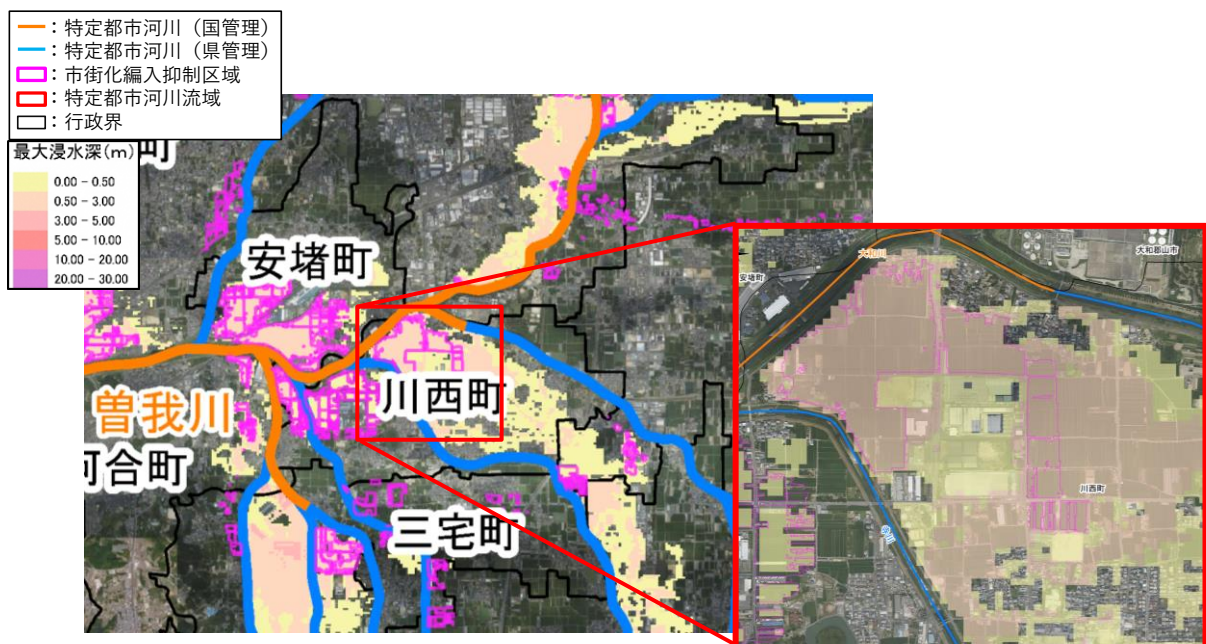 ：特定都市河川（国管理）
：特定都市河川（県管理）
：市街化編入抑制区域
：特定都市河川流域
：行政界
最大浸水深(m)
0.00 – 0.50
0.50 – 3.00
3.00 – 5.00
5.00 – 10.00
10.00 – 20.00
20.00 – 30.00
町
安堵町
川西町
曽我川
河合町
三宅町
大和川
大和郡山市
安堵町
川西町
寺川